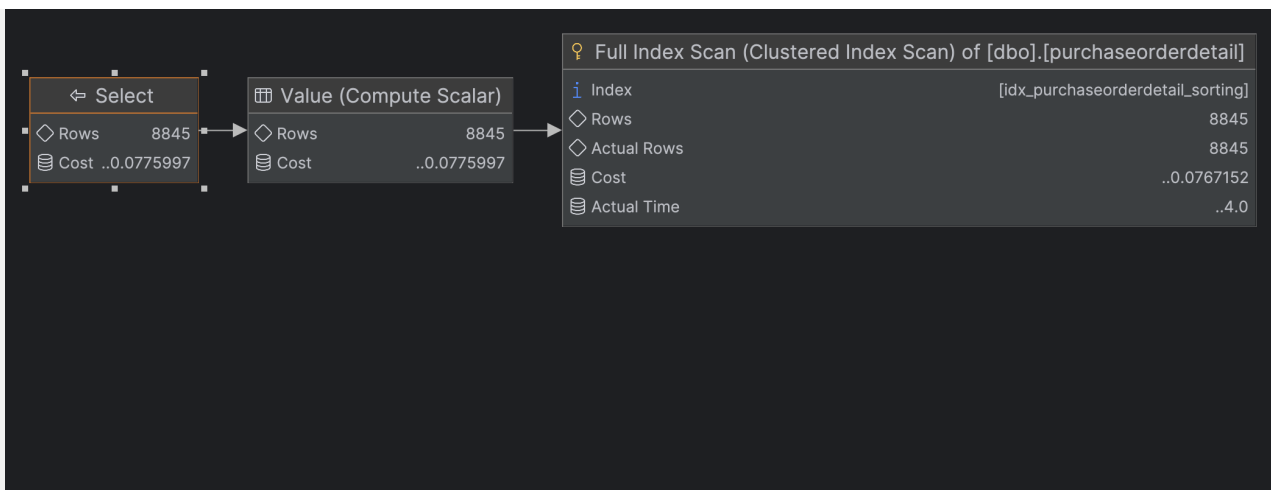 Select
Rows 8845
Cost ..0.0775997
Value (Compute Scalar)
Rows 8845
Cost ..0.0775997
Full Index Scan (Clustered Index Scan) of [dbo].[purchaseorderdetail]
Index [idx_purchaseorderdetail_sorting]
Rows 8845
Actual Rows 8845
Cost ..0.0767152
Actual Time ..4.0